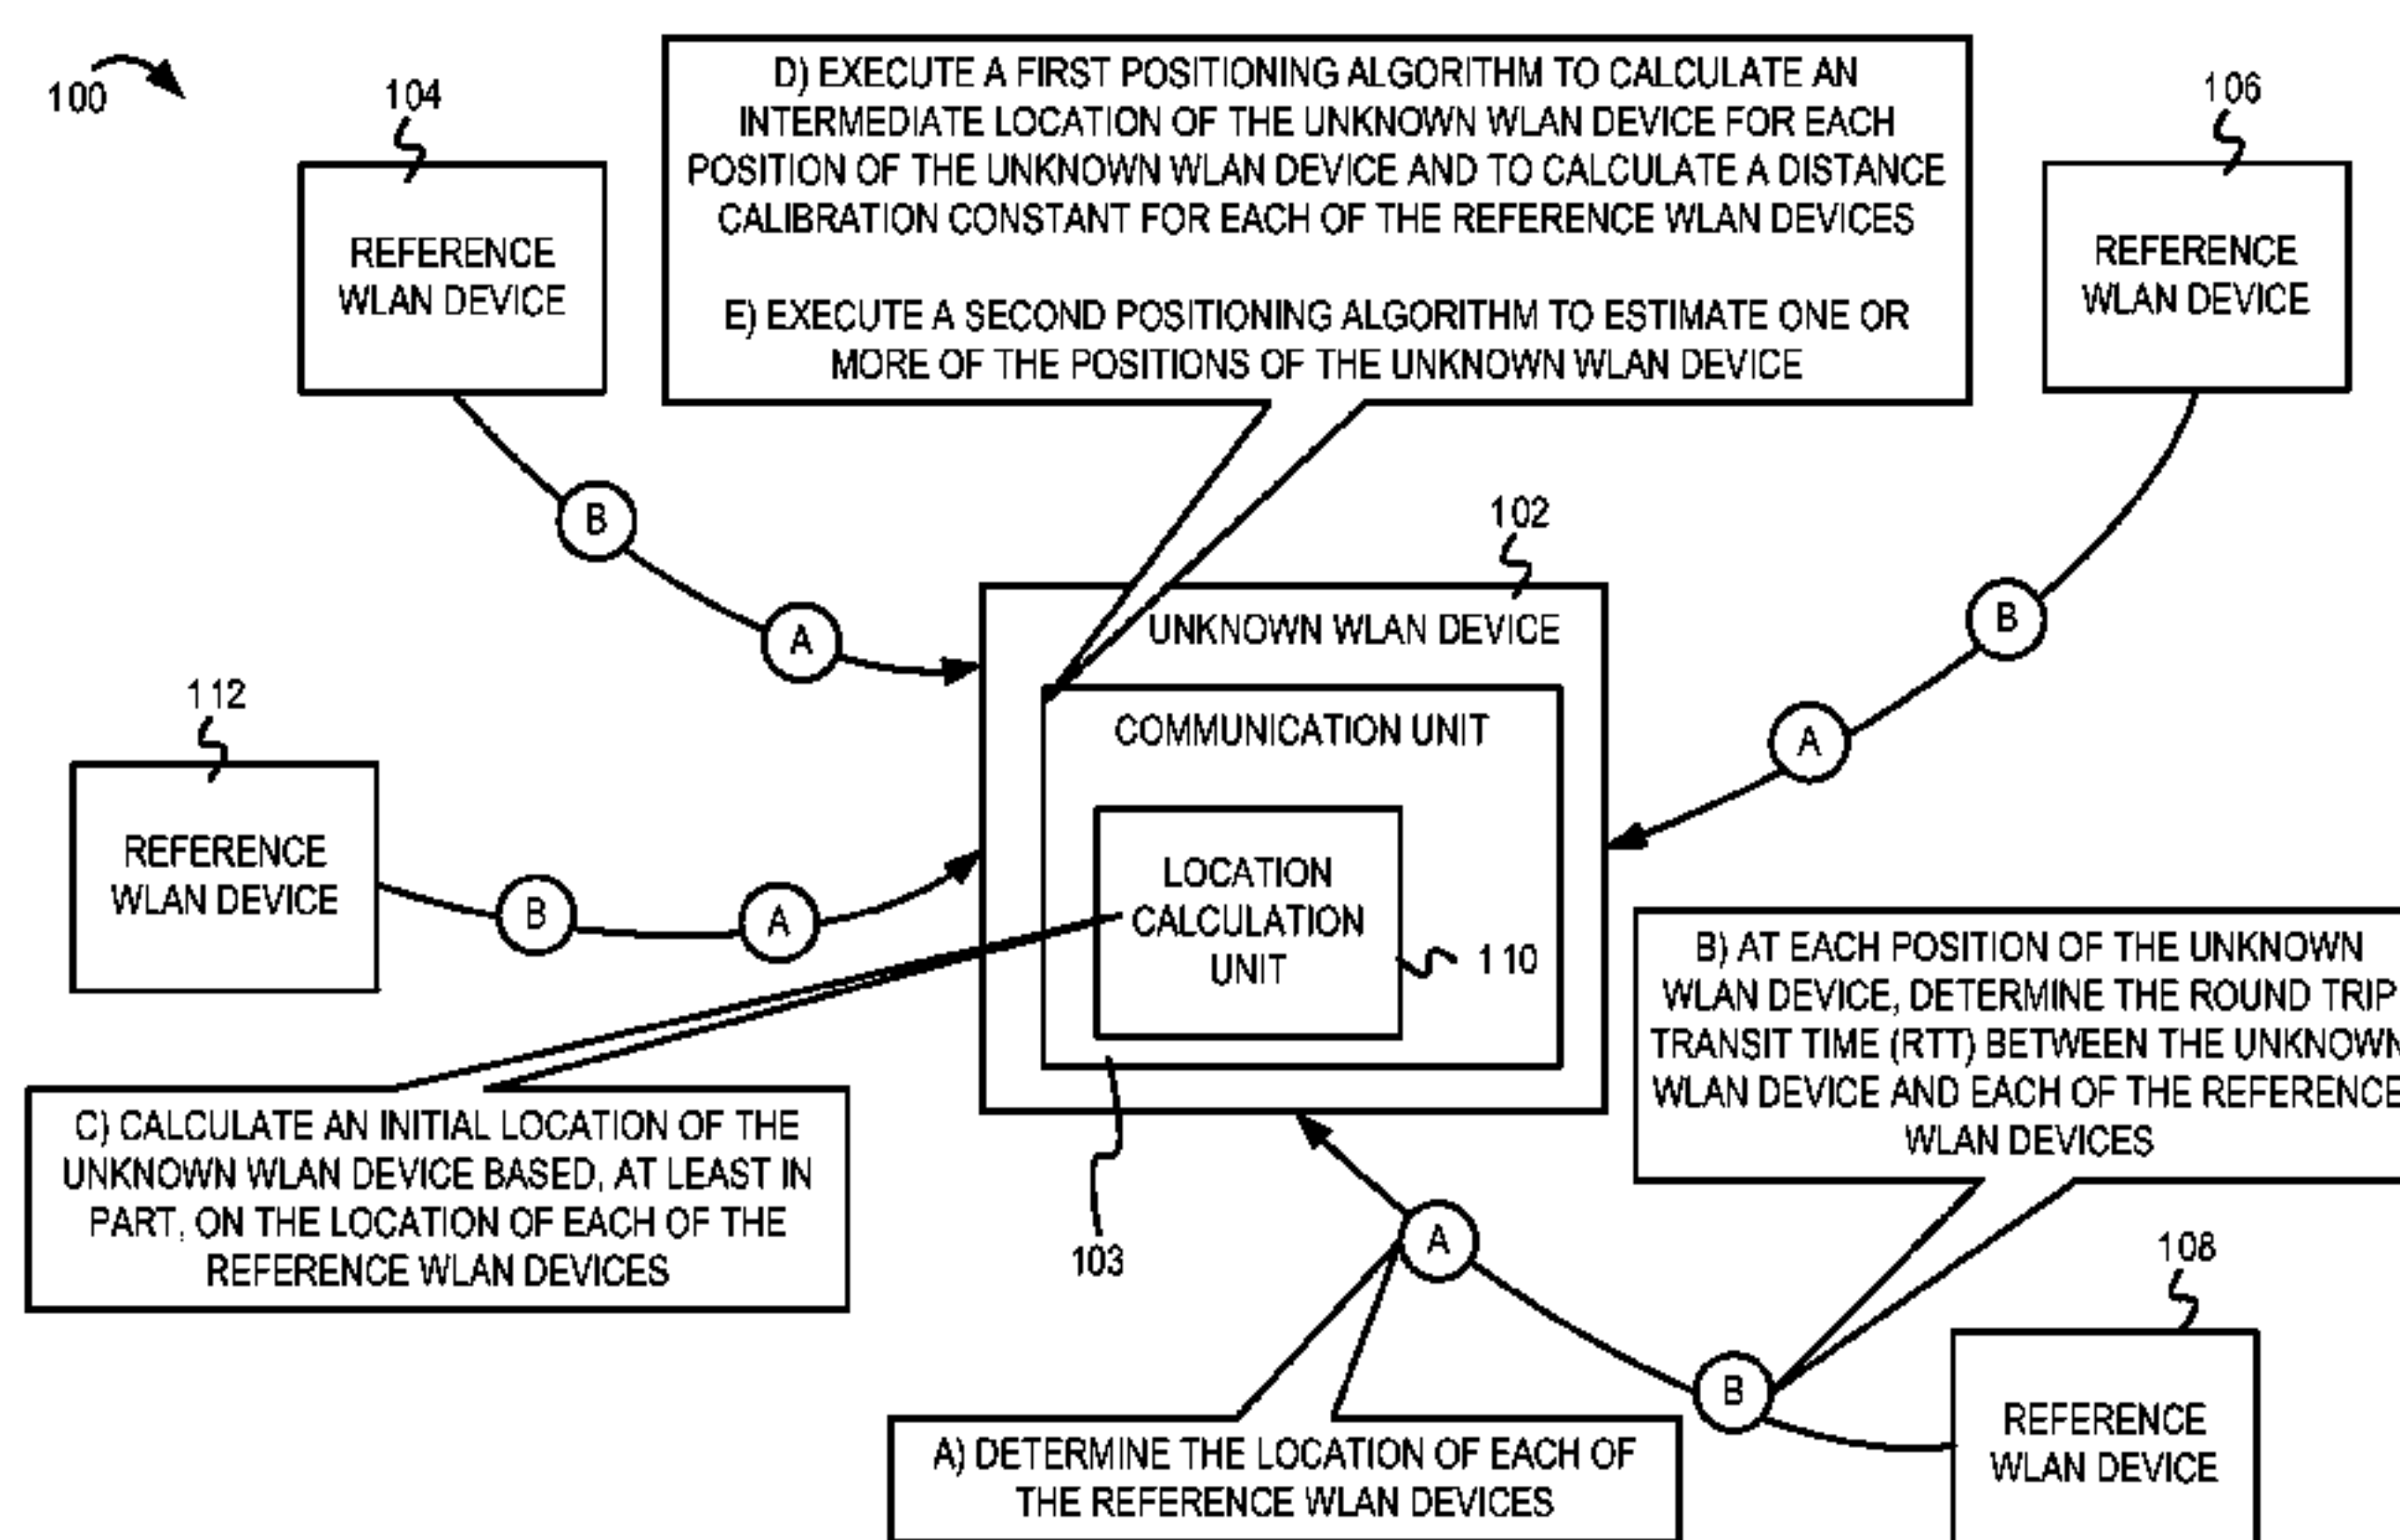 100
104
REFERENCE
WLAN DEVICE
D) EXECUTE A FIRST POSITIONING ALGORITHM TO CALCULATE AN
INTERMEDIATE LOCATION OF THE UNKNOWN WLAN DEVICE FOR EACH
POSITION OF THE UNKNOWN WLAN DEVICE AND TO CALCULATE A DISTANCE
CALIBRATION CONSTANT FOR EACH OF THE REFERENCE WLAN DEVICES
E) EXECUTE A SECOND POSITIONING ALGORITHM TO ESTIMATE ONE OR
MORE OF THE POSITIONS OF THE UNKNOWN WLAN DEVICE
106
REFERENCE
WLAN DEVICE
B
A
102
UNKNOWN WLAN DEVICE
B
A
112
REFERENCE
WLAN DEVICE
B
A
COMMUNICATION UNIT
LOCATION
CALCULATION
UNIT
110
B) AT EACH POSITION OF THE UNKNOWN
WLAN DEVICE, DETERMINE THE ROUND TRIP
TRANSIT TIME (RTT) BETWEEN THE UNKNOWN
WLAN DEVICE AND EACH OF THE REFERENCE
WLAN DEVICES
C) CALCULATE AN INITIAL LOCATION OF THE
UNKNOWN WLAN DEVICE BASED, AT LEAST IN
PART, ON THE LOCATION OF EACH OF THE
REFERENCE WLAN DEVICES
103
A
B
108
REFERENCE
WLAN DEVICE
A) DETERMINE THE LOCATION OF EACH OF
THE REFERENCE WLAN DEVICES